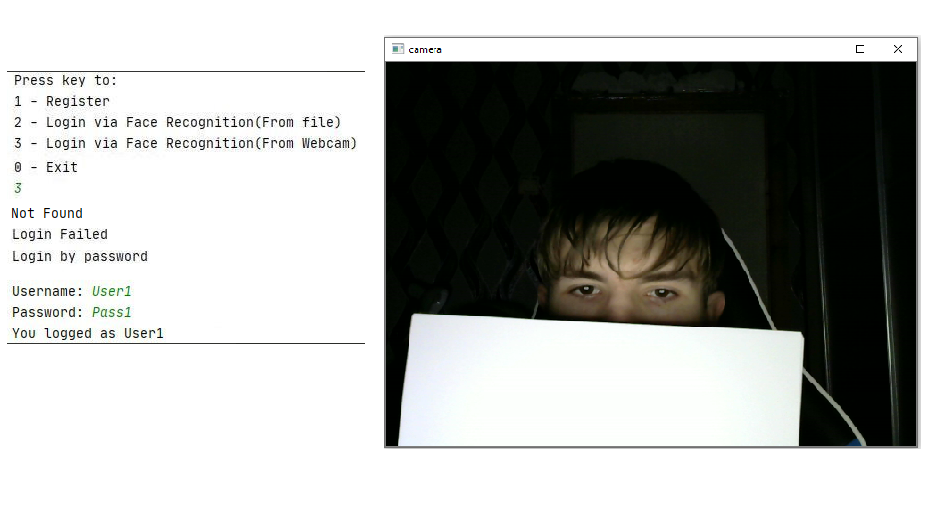 Press key to:
1 - Register
2 - Login via Face Recognition(From file)
3 - Login via Face Recognition(From Webcam)
0 - Exit
3
Not Found
Login Failed
Login by password
Username: User1
Password: Pass1
You logged as User1
camera